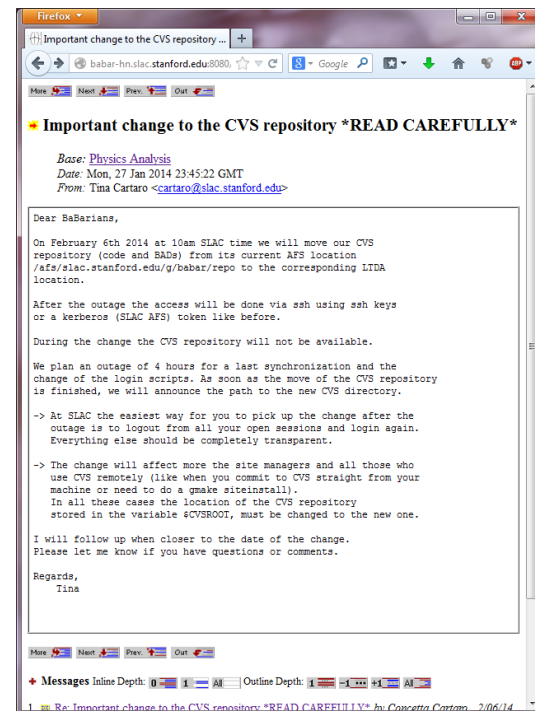 Firefox
Important change to the CVS repository ...
babar-hn.slac.stanford.edu:8080,
Google
More Next Prev. Out
Important change to the CVS repository *READ CAREFULLY*
Base: Physics Analysis
Date: Mon, 27 Jan 2014 23:45:22 GMT
From: Tina Cartaro <cartaro@slac.stanford.edu>
Dear BaBarians,
On February 6th 2014 at 10am SLAC time we will move our CVS
repository (code and BADs) from its current AFS location
/afs/slac.stanford.edu/g/babar/repo to the corresponding LTDA
location.
After the outage the access will be done via ssh using ssh keys
or a kerberos (SLAC AFS) token like before.
During the change the CVS repository will not be available.
We plan an outage of 4 hours for a last synchronization and the
change of the login scripts. As soon as the move of the CVS repository
is finished, we will announce the path to the new CVS directory.
-> At SLAC the easiest way for you to pick up the change after the
outage is to logout from all your open sessions and login again.
Everything else should be completely transparent.
-> The change will affect more the site managers and all those who
use CVS remotely (like when you commit to CVS straight from your
machine or need to do a gmake siteinstall).
In all these cases the location of the CVS repository
stored in the variable $CVSROOT, must be changed to the new one.
I will follow up when closer to the date of the change.
Please let me know if you have questions or comments.
Regards,
Tina
More Next Prev. Out
Messages Inline Depth: 0 1 All Outline Depth: 1 -1 +1 All
1. Re: Important change to the CVS repository *READ CAREFULLY* by Concetta Cartaro, 2/06/14